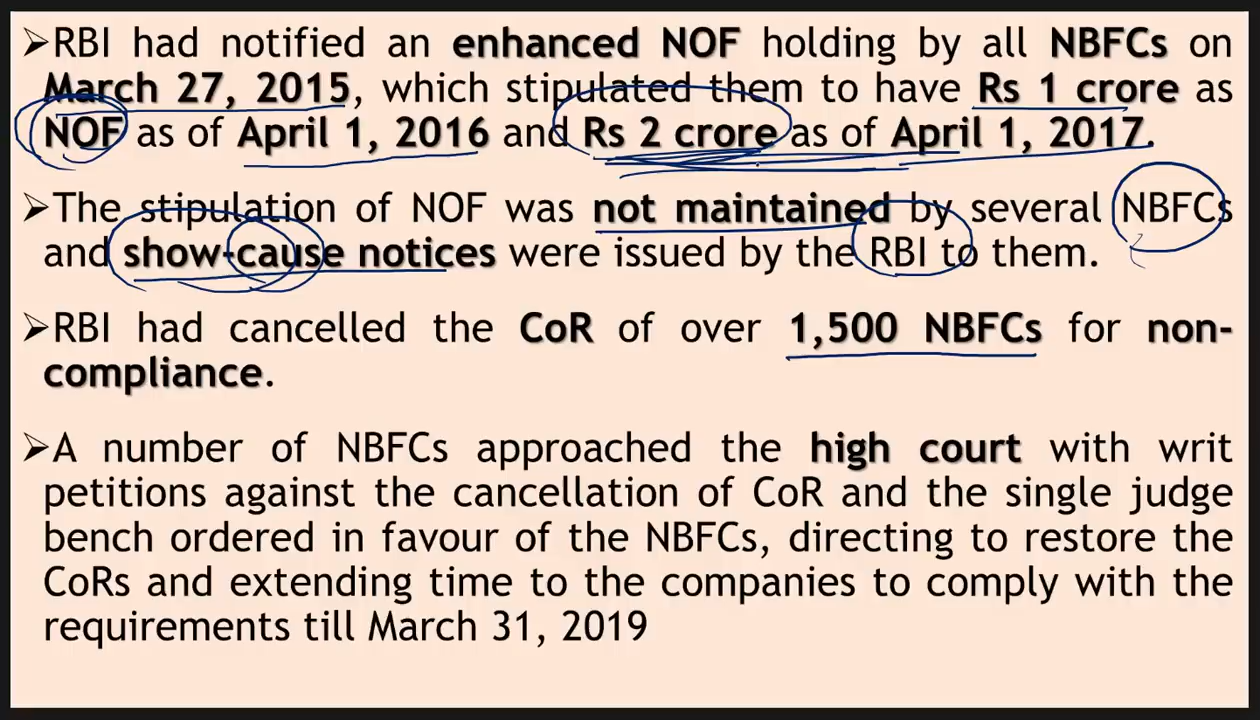 ➢RBI had notified an enhanced NOF holding by all NBFCs on
March 27, 2015, which stipulated them to have Rs 1 crore as
NOF as of April 1, 2016 and Rs 2 crore as of April 1, 2017.
➢The stipulation of NOF was not maintained by several NBFCs
and show-cause notices were issued by the RBI to them.
➢RBI had cancelled the CoR of over 1,500 NBFCs for non-
compliance.
➢A number of NBFCs approached the high court with writ
petitions against the cancellation of CoR and the single judge
bench ordered in favour of the NBFCs, directing to restore the
CoRs and extending time to the companies to comply with the
requirements till March 31, 2019